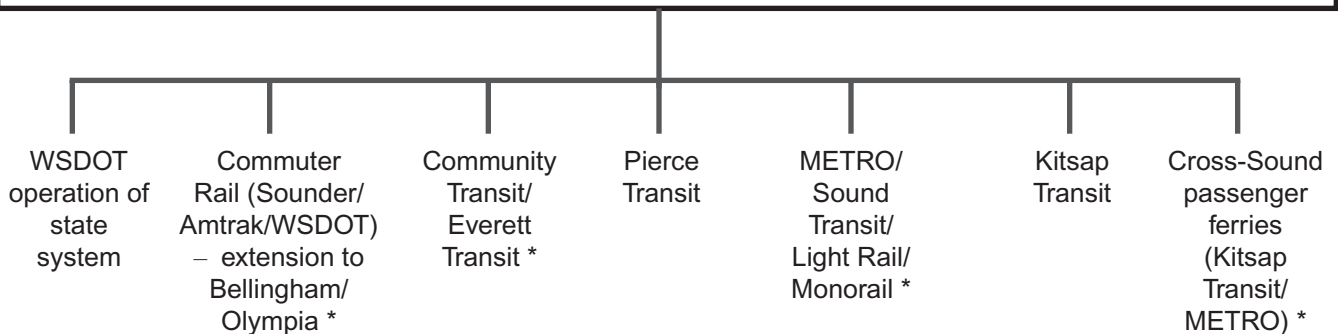 WSDOT
operation of
state
system
Commuter
Rail (Sounder/
Amtrak/WSDOT)
– extension to
Bellingham/
Olympia *
Community
Transit/
Everett
Transit *
Pierce
Transit
METRO/
Sound
Transit/
Light Rail/
Monorail *
Kitsap
Transit
Cross-Sound
passenger
ferries
(Kitsap
Transit/
METRO) *